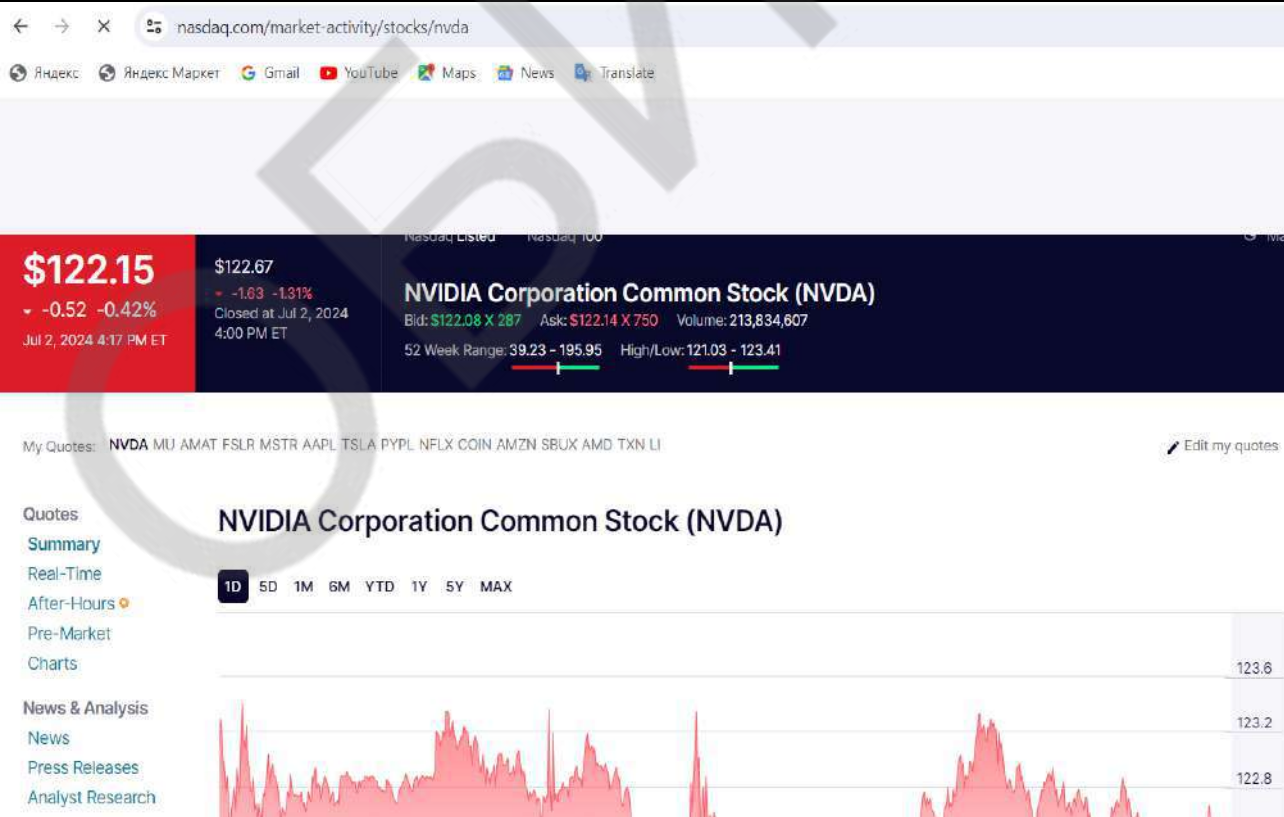 nasdaq.com/market-activity/stocks/nvda
Яндекс Яндекс Маркет Gmail YouTube Maps News Translate
Nasdaq Listed Nasdaq 100
$122.15
-0.52 -0.42%
Jul 2, 2024 4:17 PM ET
$122.67
-1.63 -1.31%
Closed at Jul 2, 2024
4:00 PM ET
NVIDIA Corporation Common Stock (NVDA)
Bid: $122.08 X 287 Ask: $122.14 X 750 Volume: 213,834,607
52 Week Range: 39.23 - 195.95 High/Low: 121.03 - 123.41
My Quotes: NVDA MU AMAT FSLR MSTR AAPL TSLA PYPL NFLX COIN AMZN SBUX AMD TXN LI
Edit my quotes
Quotes
Summary
Real-Time
After-Hours
Pre-Market
Charts
News & Analysis
News
Press Releases
Analyst Research
NVIDIA Corporation Common Stock (NVDA)
1D 5D 1M 6M YTD 1Y 5Y MAX
123.6
123.2
122.8